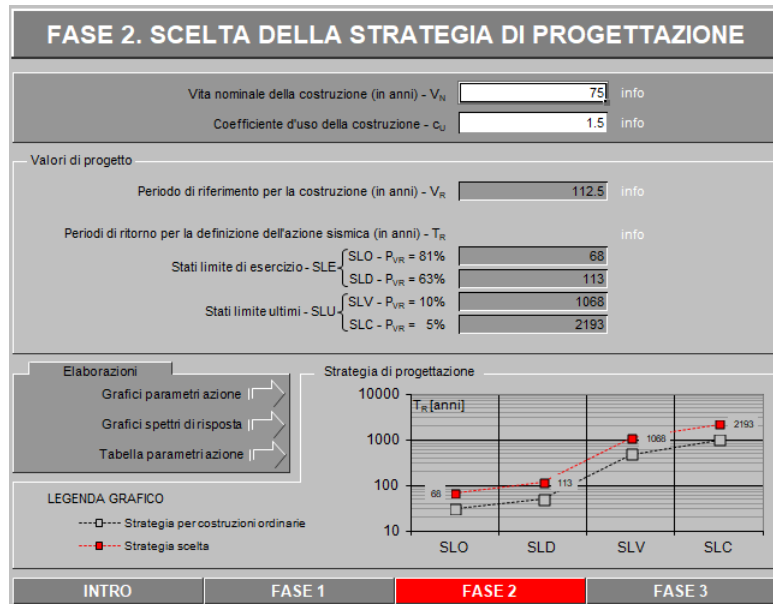 FASE 2. SCELTA DELLA STRATEGIA DI PROGETTAZIONE
Vita nominale della costruzione (in anni) - VN 75 info
Coefficiente d'uso della costruzione - cU 1.5 info
Valori di progetto
Periodo di riferimento per la costruzione (in anni) - VR 112.5 info
Periodi di ritorno per la definizione dell'azione sismica (in anni) - TR info
Stati limite di esercizio - SLE
SLO - PVR = 81% 68
SLD - PVR = 63% 113
Stati limite ultimi - SLU
SLV - PVR = 10% 1068
SLC - PVR = 5% 2193
Elaborazioni
Grafici parametri azione
Grafici spettri di risposta
Tabella parametri azione
LEGENDA GRAFICO
Strategia per costruzioni ordinarie
Strategia scelta
Strategia di progettazione
TR [anni]
10000
1000
100
10
68
113
1068
2193
SLO SLD SLV SLC
INTRO FASE 1 FASE 2 FASE 3